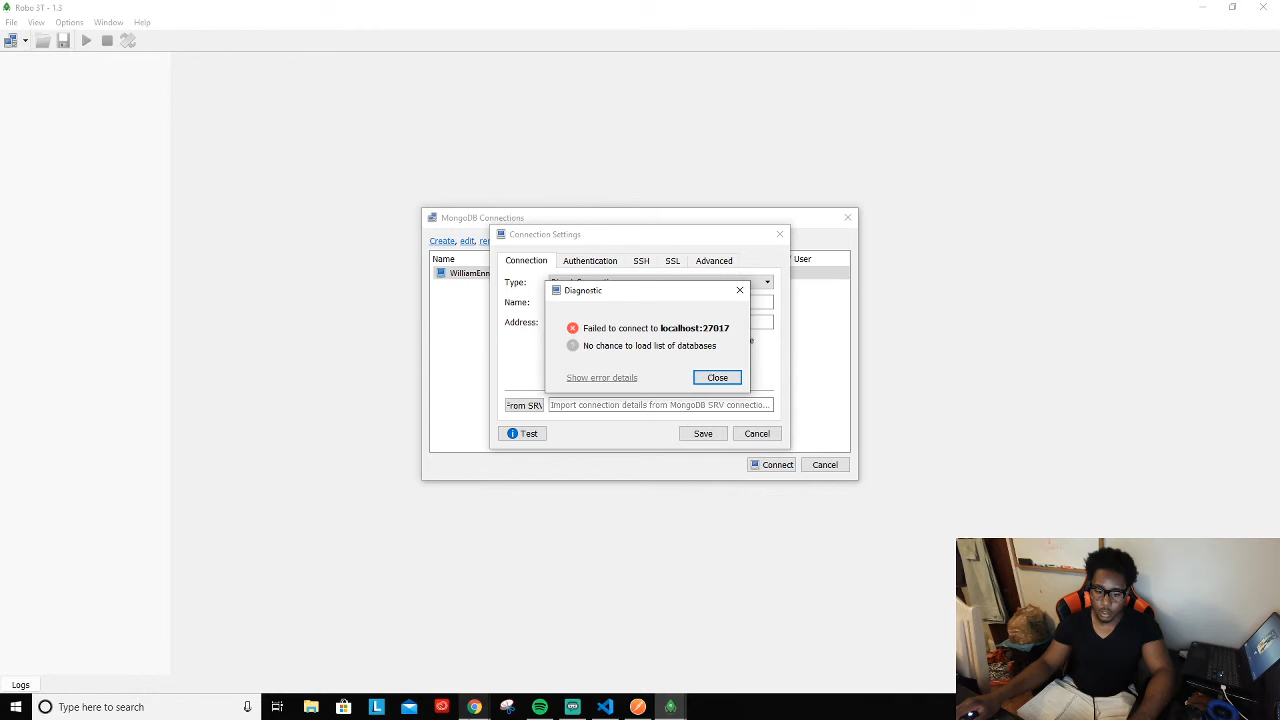 Robo 3T - 1.3
File View Options Window Help
MongoDB Connections
Create, edit, re
Name
User
WilliamEnn
Connection Settings
Connection Authentication SSH SSL Advanced
Type:
Name:
Address:
Diagnostic
Failed to connect to localhost:27017
No chance to load list of databases
Show error details
Close
From SRV
Import connection details from MongoDB SRV connectio...
Test
Save
Cancel
Connect
Cancel
Logs
Type here to search